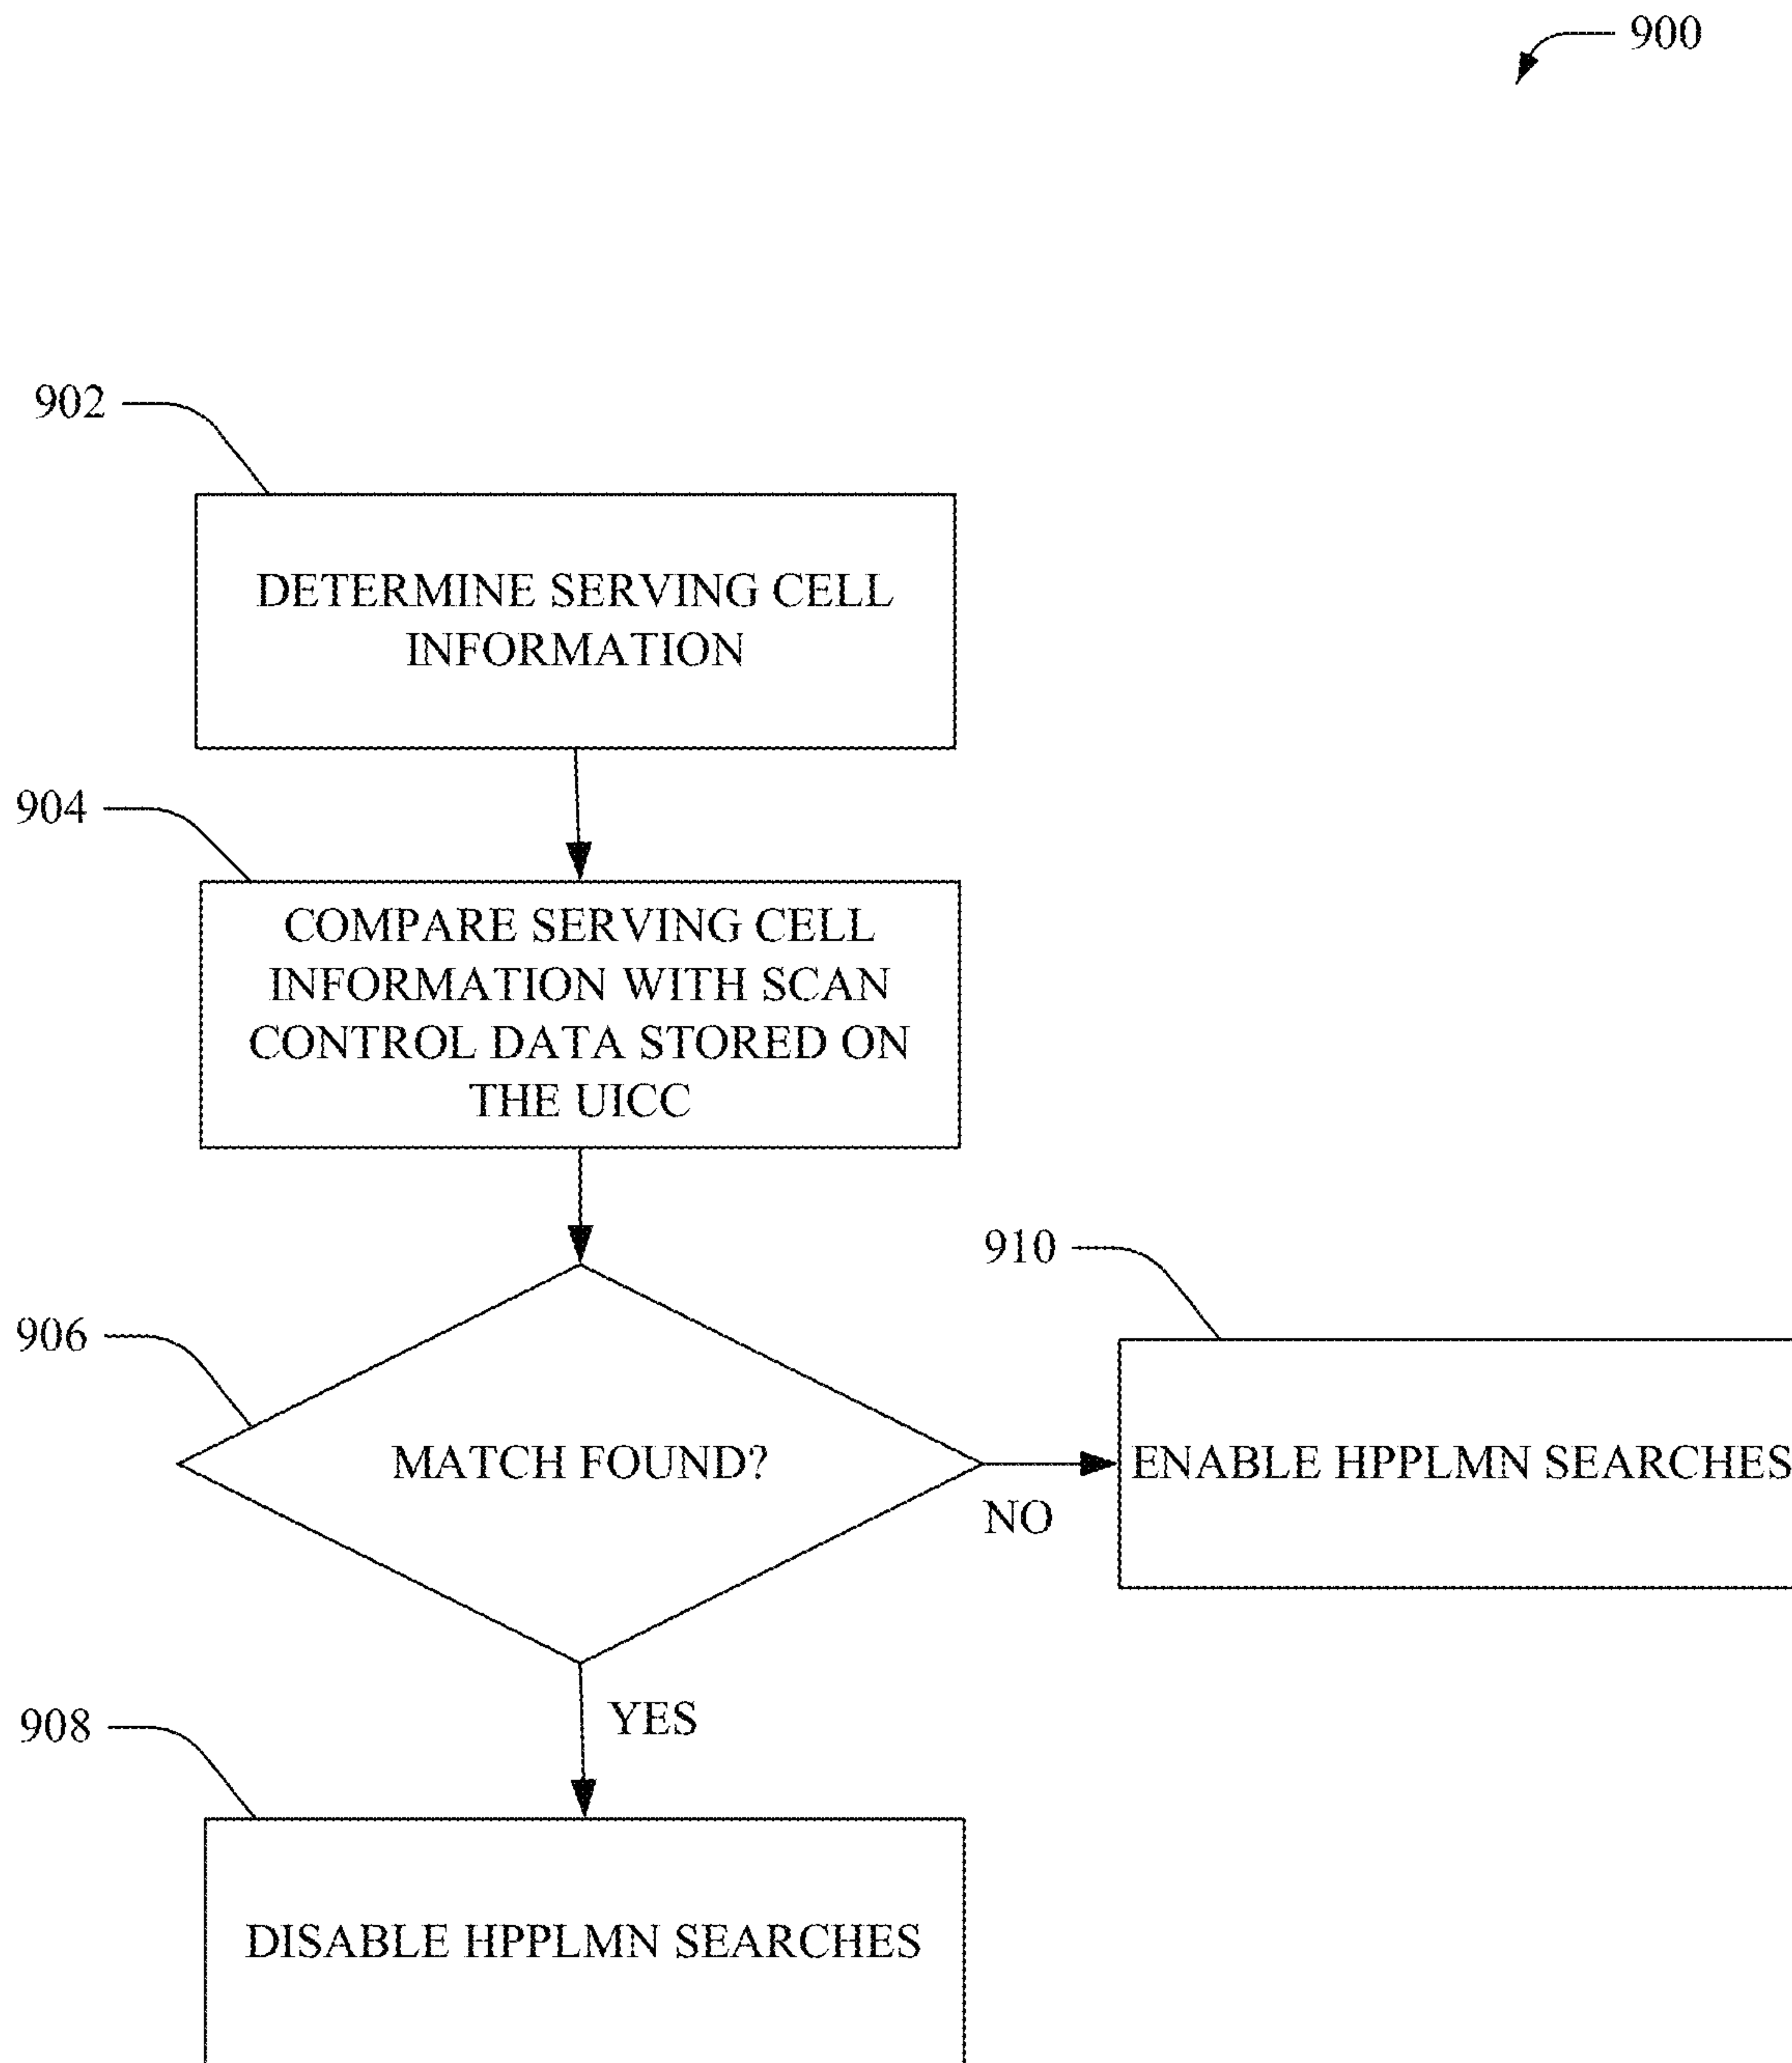 900
902
DETERMINE SERVING CELL
INFORMATION
904
COMPARE SERVING CELL
INFORMATION WITH SCAN
CONTROL DATA STORED ON
THE UICC
906
MATCH FOUND?
NO
910
ENABLE HPPLMN SEARCHES
YES
908
DISABLE HPPLMN SEARCHES